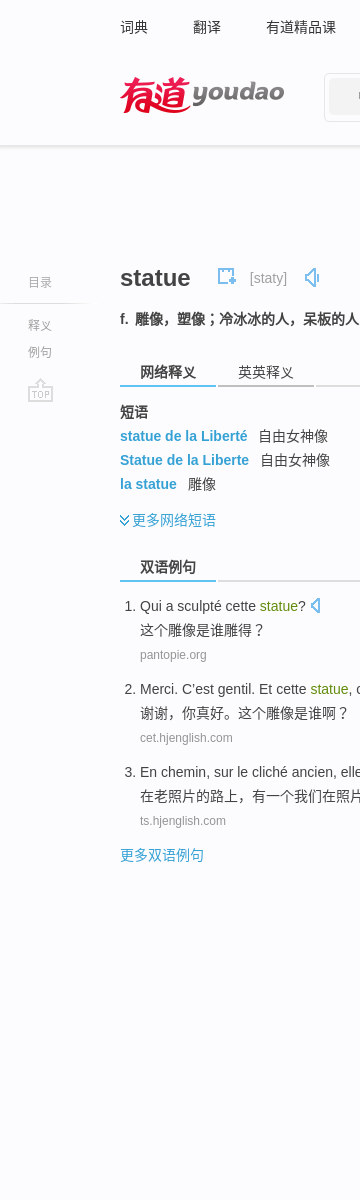 词典 翻译 有道精品课
有道 youdao
目录
释义
例句
TOP
statue [staty]
f. 雕像，塑像；冷冰冰的人，呆板的人
网络释义 英英释义
短语
statue de la Liberté 自由女神像
Statue de la Liberte 自由女神像
la statue 雕像
更多网络短语
双语例句
1. Qui a sculpté cette statue?
这个雕像是谁雕得？
pantopie.org
2. Merci. C'est gentil. Et cette statue,
谢谢，你真好。这个雕像是谁啊？
cet.hjenglish.com
3. En chemin, sur le cliché ancien, elle
在老照片的路上，有一个我们在照片
ts.hjenglish.com
更多双语例句